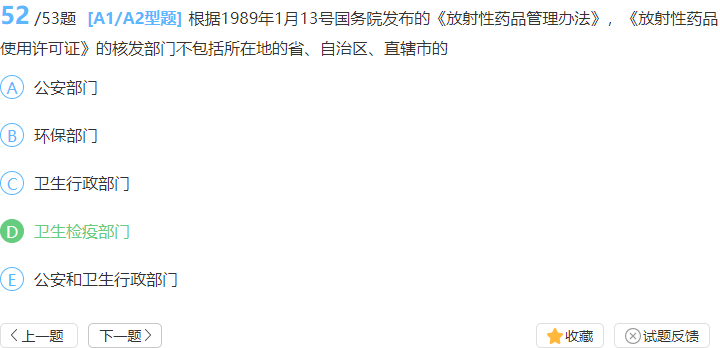 52 /53题 [A1/A2型题] 根据1989年1月13号国务院发布的《放射性药品管理办法》，《放射性药品
使用许可证》的核发部门不包括所在地的省、自治区、直辖市的
A 公安部门
B 环保部门
C 卫生行政部门
D 卫生检疫部门
E 公安和卫生行政部门
上一题 下一题 收藏 试题反馈